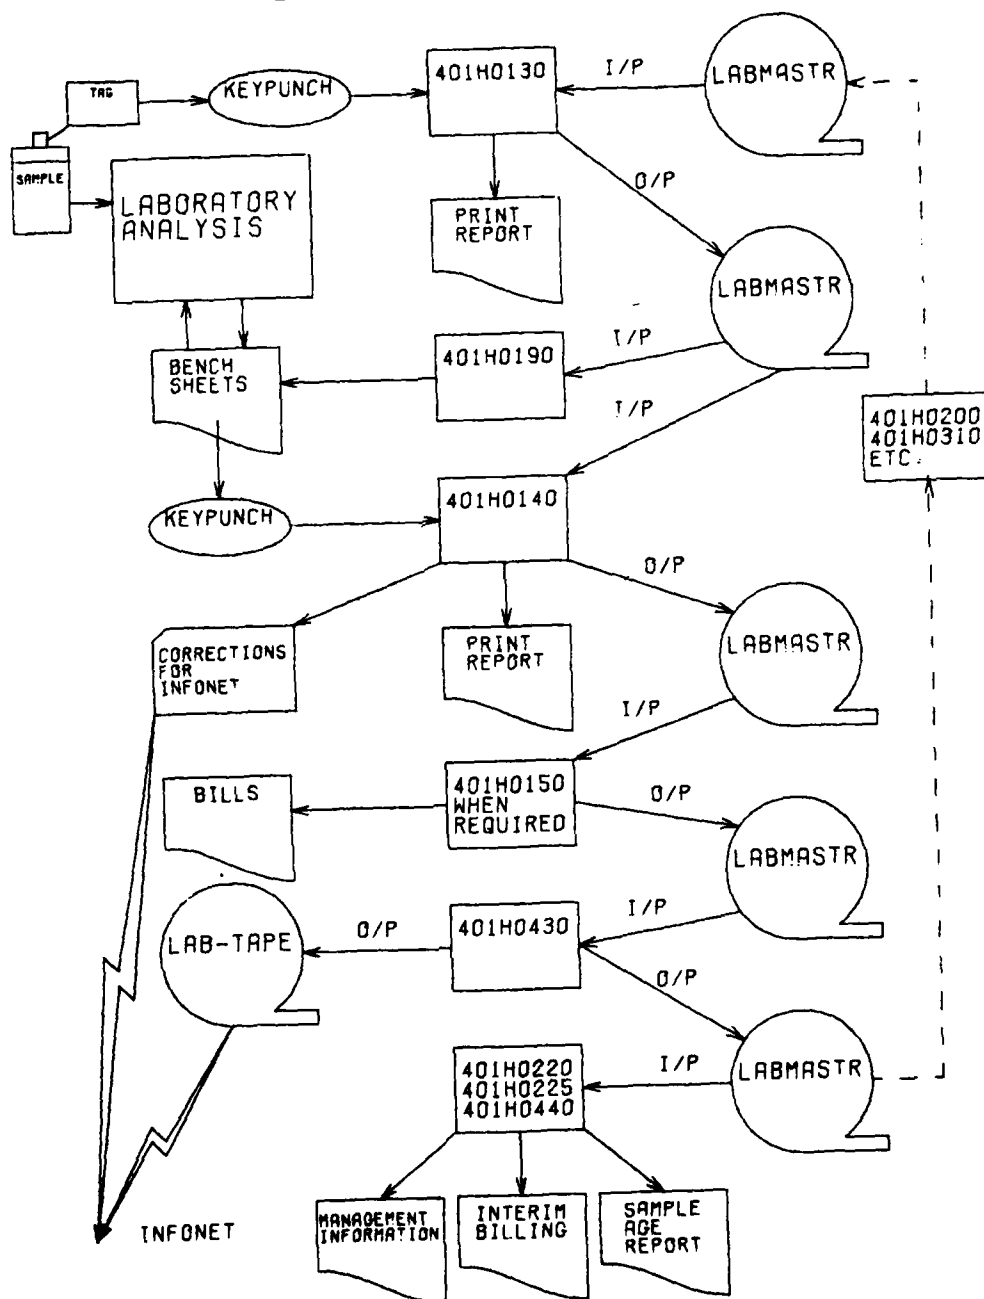 TAG
KEYPUNCH
401H0130
I/P
LABMASTR
SAMPLE
LABORATORY
ANALYSIS
PRINT
REPORT
O/P
LABMASTR
BENCH
SHEETS
401H0190
I/P
I/P
401H0200
401H0310
ETC.
KEYPUNCH
401H0140
O/P
CORRECTIONS
FOR
INFONET
PRINT
REPORT
LABMASTR
I/P
BILLS
401H0150
WHEN
REQUIRED
O/P
LABMASTR
LAB-TAPE
O/P
401H0430
I/P
O/P
401H0220
401H0225
401H0440
I/P
LABMASTR
INFONET
MANAGEMENT
INFORMATION
INTERIM
BILLING
SAMPLE
AGE
REPORT